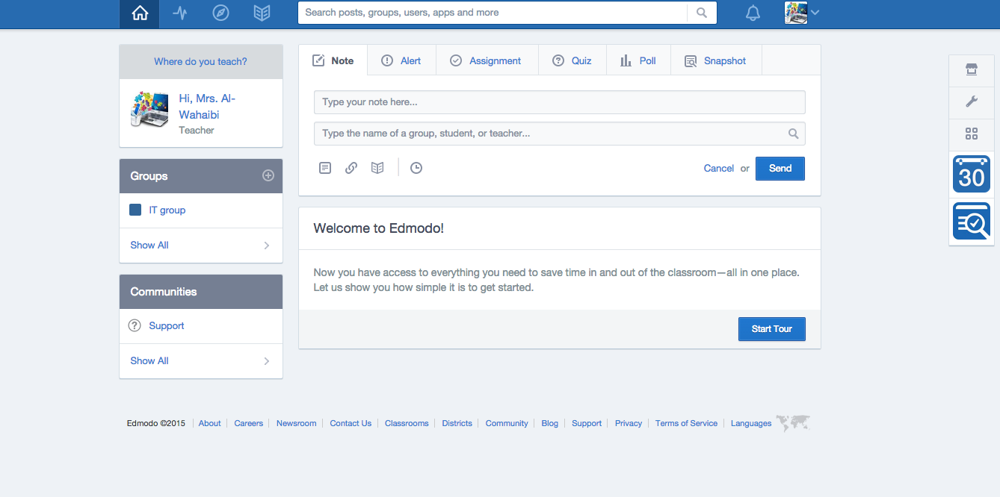 Search posts, groups, users, apps and more
Where do you teach?
Hi, Mrs. Al-
Wahaibi
Teacher
Groups
IT group
Show All
Communities
Support
Show All
Note Alert Assignment Quiz Poll Snapshot
Type your note here...
Type the name of a group, student, or teacher...
Cancel or Send
Welcome to Edmodo!
Now you have access to everything you need to save time in and out of the classroom—all in one place.
Let us show you how simple it is to get started.
Start Tour
30
Edmodo ©2015 About Careers Newsroom Contact Us Classrooms Districts Community Blog Support Privacy Terms of Service Languages